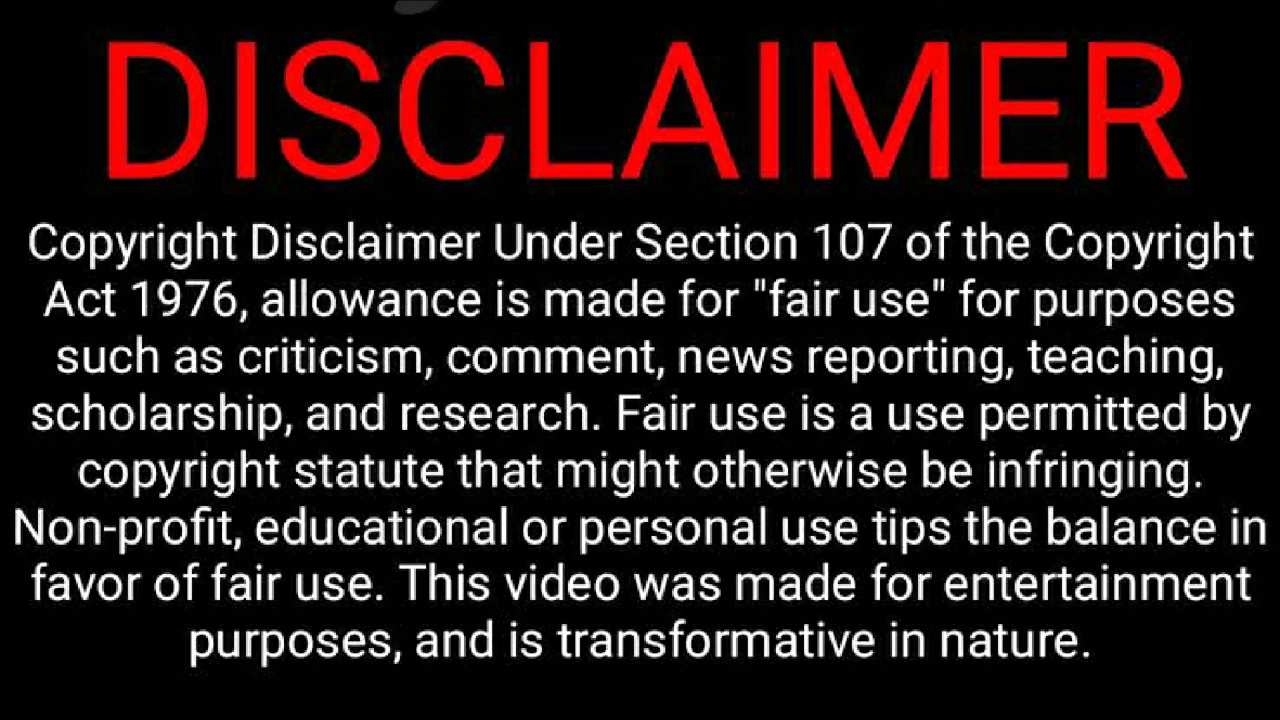 DISCLAIMER
Copyright Disclaimer Under Section 107 of the Copyright
Act 1976, allowance is made for "fair use" for purposes
such as criticism, comment, news reporting, teaching,
scholarship, and research. Fair use is a use permitted by
copyright statute that might otherwise be infringing.
Non-profit, educational or personal use tips the balance in
favor of fair use. This video was made for entertainment
purposes, and is transformative in nature.